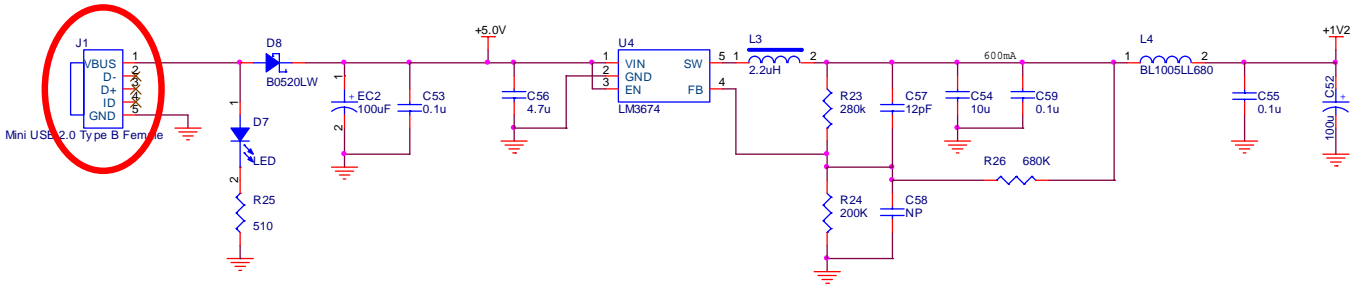 J1
VBUS 1
D- 2
D+ 3
ID 4
GND 5
Mini USB 2.0 Type B Female
D8
B0520LW
1
D7
LED
2
R25
510
1
EC2
+
100uF
2
C53
0.1u
+5.0V
C56
4.7u
U4
1 VIN SW 5
2 GND
3 EN FB 4
LM3674
L3
1 2
2.2uH
R23
280k
C57
12pF
C54
10u
600mA
C59
0.1u
R26 680K
R24
200K
C58
NP
L4
1 2
BL1005LL680
C55
0.1u
+1V2
+
C52
100u